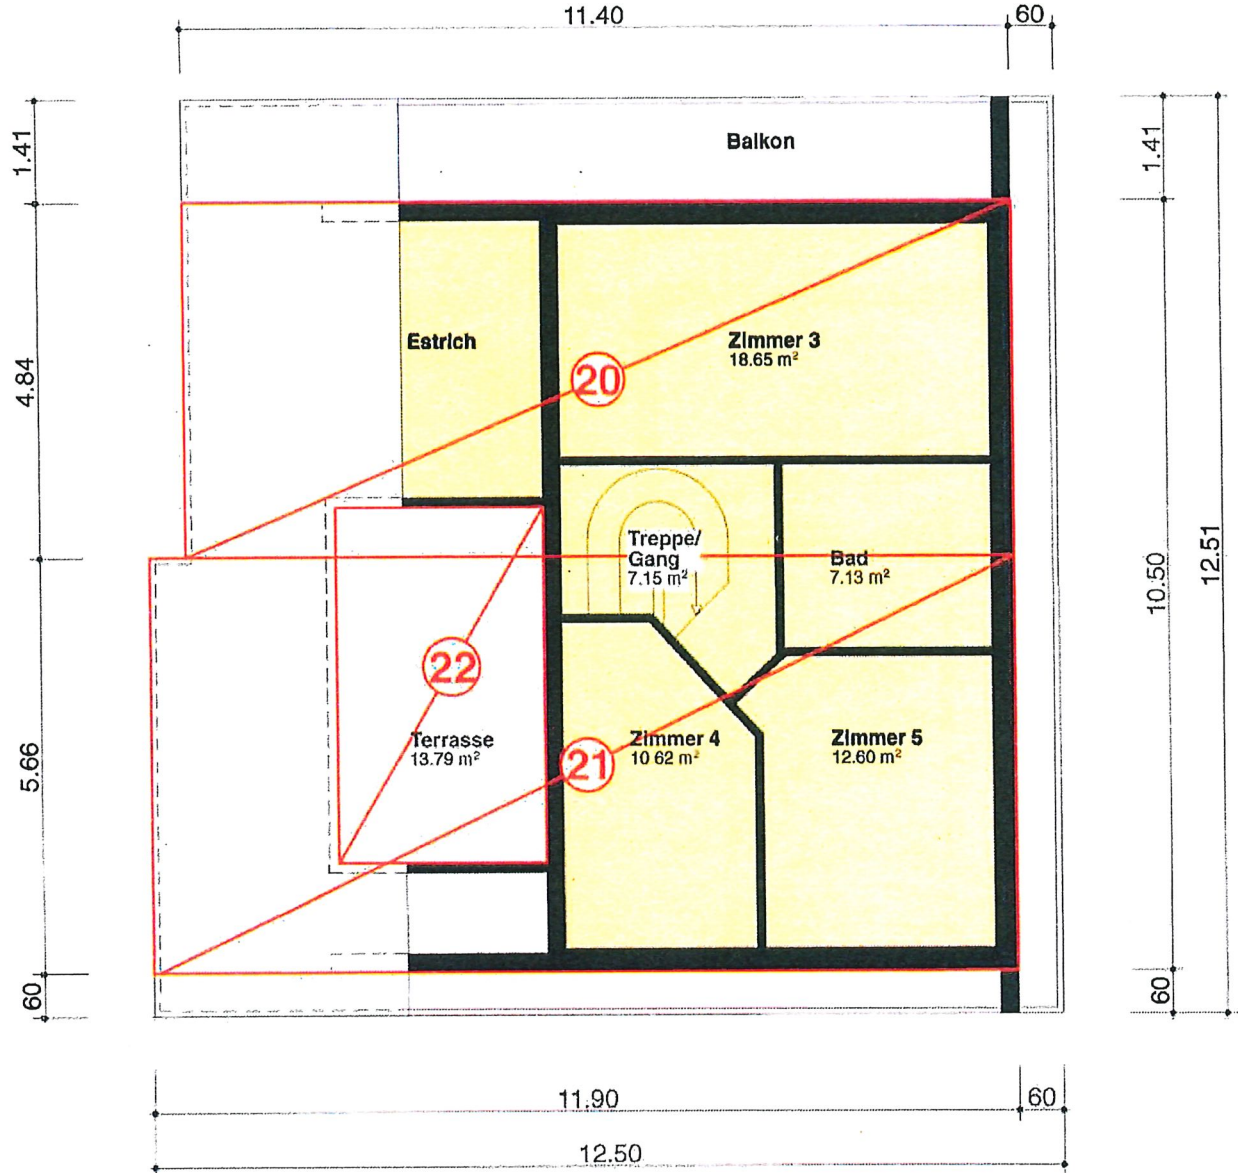 11.40
60
1.41
Balkon
1.41
4.84
Estrich
Zimmer 3
18.65 m²
20
Treppe/
Gang
7.15 m²
Bad
7.13 m²
10.50
12.51
22
5.66
Terrasse
13.79 m²
21
Zimmer 4
10 62 m²
Zimmer 5
12.60 m²
60
60
11.90
60
12.50